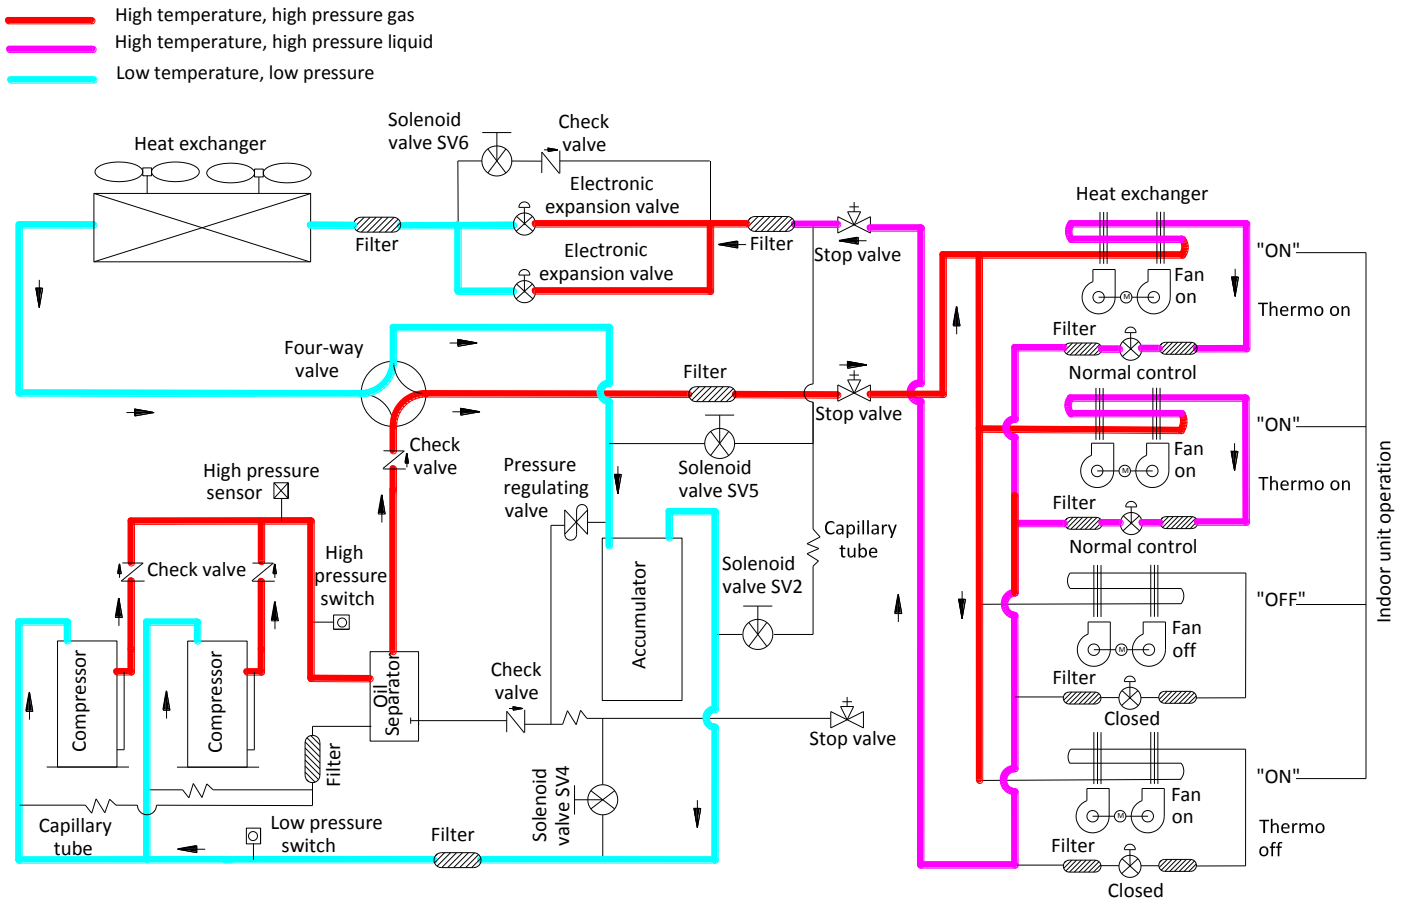 High temperature, high pressure gas
High temperature, high pressure liquid
Low temperature, low pressure
Heat exchanger
Solenoid
valve SV6
Check
valve
Electronic
expansion valve
Filter
Filter
Stop valve
Electronic
expansion valve
Heat exchanger
"ON"
Fan
on
M
Thermo on
Filter
Normal control
Four-way
valve
Filter
Stop valve
Check
valve
Solenoid
valve SV5
"ON"
Fan
on
M
Thermo on
Filter
Normal control
High pressure
sensor
Pressure
regulating
valve
Capillary
tube
Check valve
High
pressure
switch
Solenoid
valve SV2
Accumulator
"OFF"
Fan
off
M
Filter
Closed
Indoor unit operation
Compressor
Compressor
Oil
Separator
Check
valve
Stop valve
Filter
Solenoid
valve SV4
"ON"
Fan
on
M
Thermo
off
Filter
Closed
Capillary
tube
Low pressure
switch
Filter